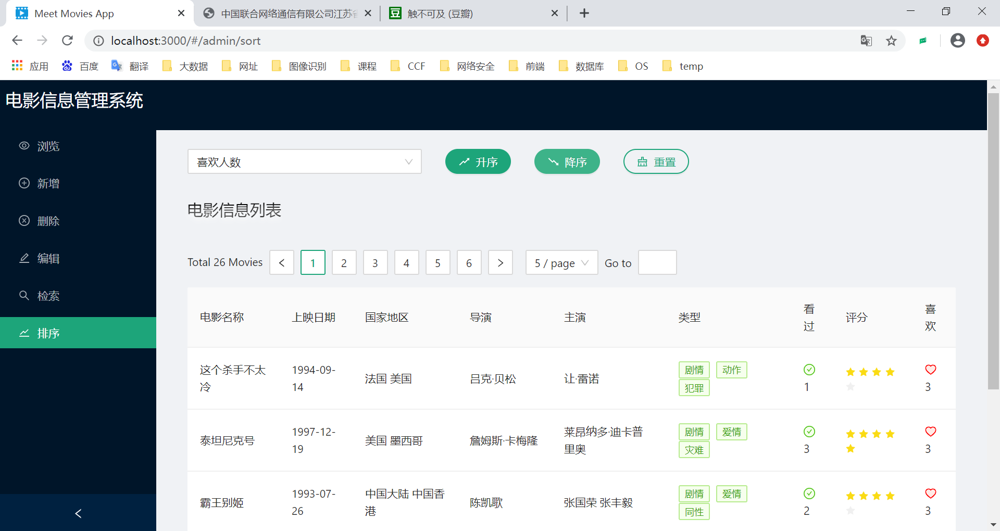 Meet Movies App
中国联合网络通信有限公司江苏省
触不可及 (豆瓣)
localhost:3000/#/admin/sort
应用 百度 翻译 大数据 网址 图像识别 课程 CCF 网络安全 前端 数据库 OS temp
电影信息管理系统
浏览
新增
删除
编辑
检索
排序
喜欢人数
升序
降序
重置
电影信息列表
Total 26 Movies 1 2 3 4 5 6 5 / page Go to
电影名称 上映日期 国家地区 导演 主演 类型 看过 评分 喜欢
这个杀手不太冷 1994-09-14 法国 美国 吕克·贝松 让·雷诺 剧情 动作 犯罪 1 3
泰坦尼克号 1997-12-19 美国 墨西哥 詹姆斯·卡梅隆 莱昂纳多·迪卡普里奥 剧情 爱情 灾难 3 3
霸王别姬 1993-07-26 中国大陆 中国香港 陈凯歌 张国荣 张丰毅 剧情 爱情 同性 2 3